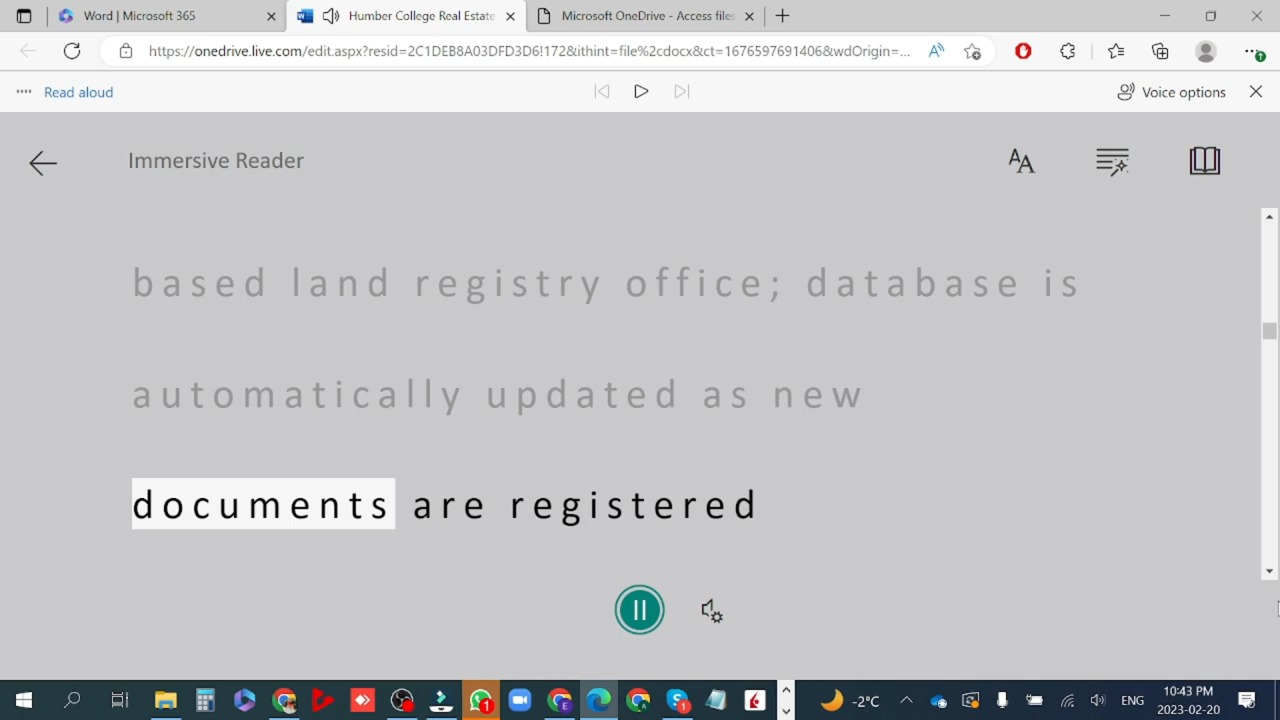 Word | Microsoft 365
Humber College Real Estate
Microsoft OneDrive - Access files
https://onedrive.live.com/edit.aspx?resid=2C1DEB8A03DFD3D6!172&ithint=file%2cdocx&ct=1676597691406&wdOrigin=...
Read aloud
Voice options
Immersive Reader
based land registry office; database is
automatically updated as new
documents are registered
-2°C
ENG
10:43 PM
2023-02-20